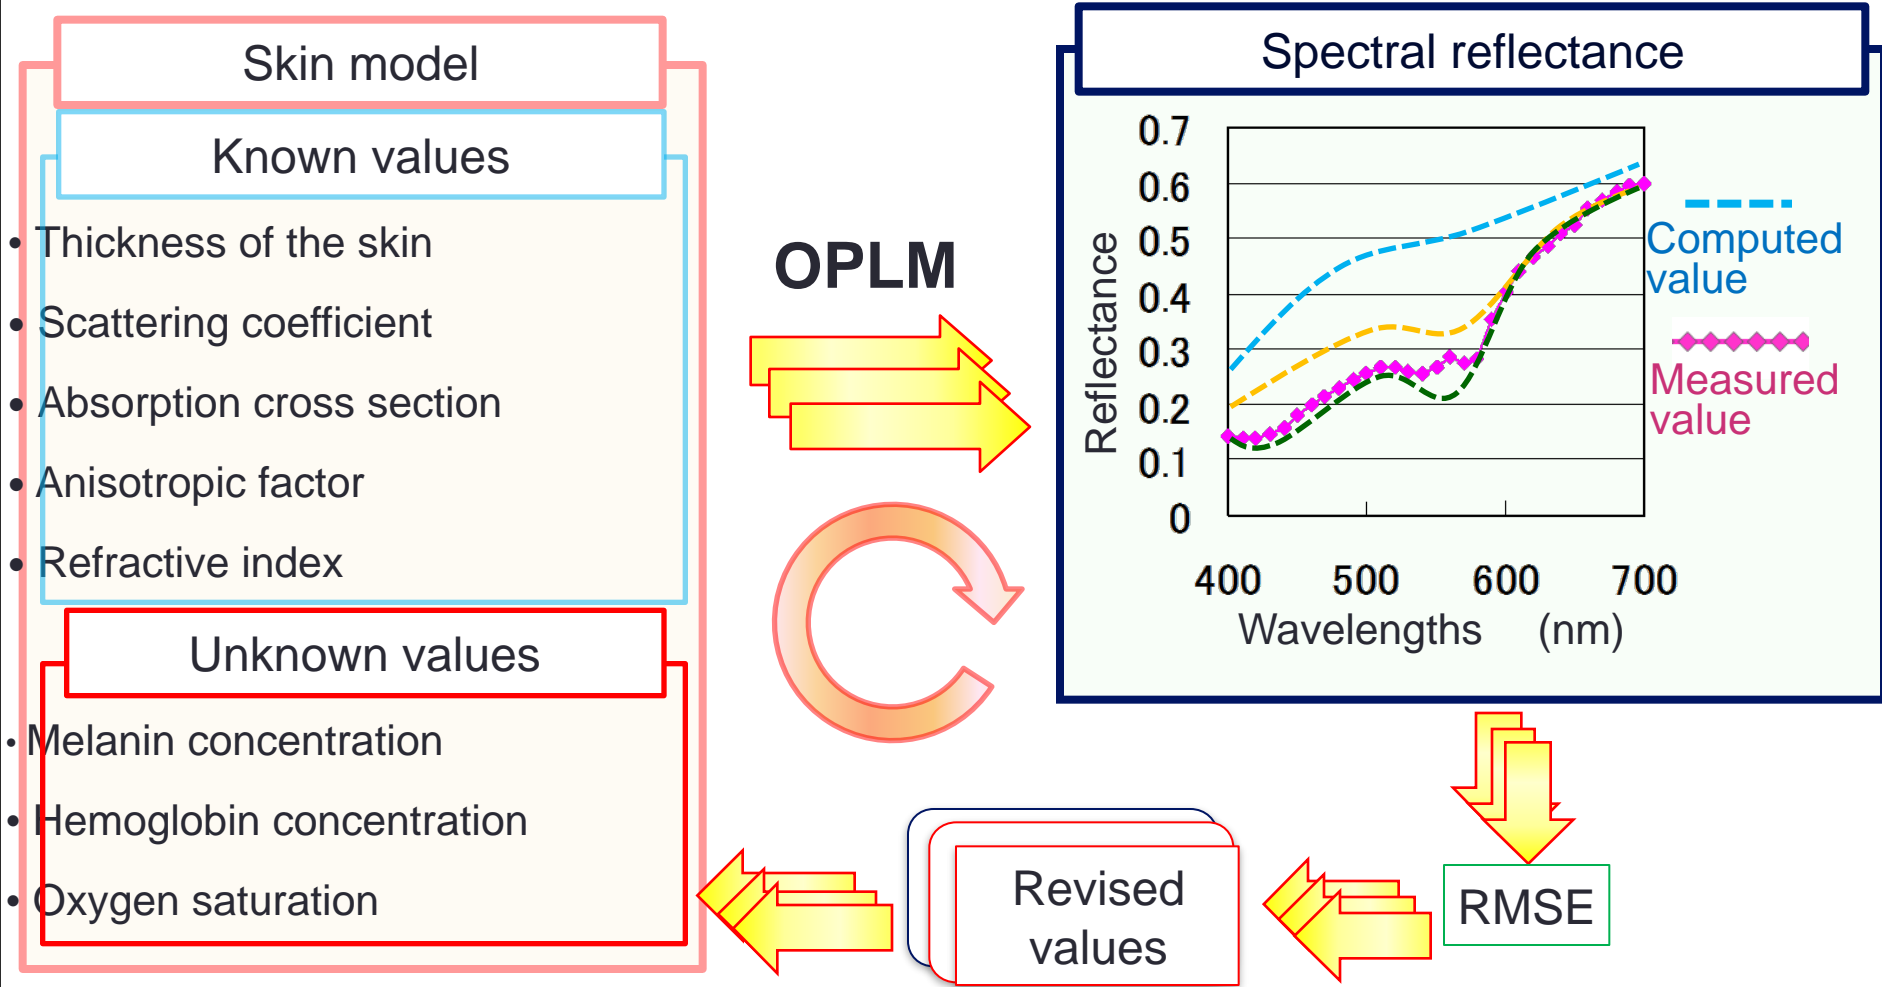 Skin model
Known values
• Thickness of the skin
• Scattering coefficient
• Absorption cross section
• Anisotropic factor
• Refractive index
Unknown values
• Melanin concentration
• Hemoglobin concentration
• Oxygen saturation
OPLM
Spectral reflectance
Reflectance
0.7
0.6
0.5
0.4
0.3
0.2
0.1
0
400 500 600 700
Wavelengths (nm)
Computed
value
Measured
value
RMSE
Revised
values